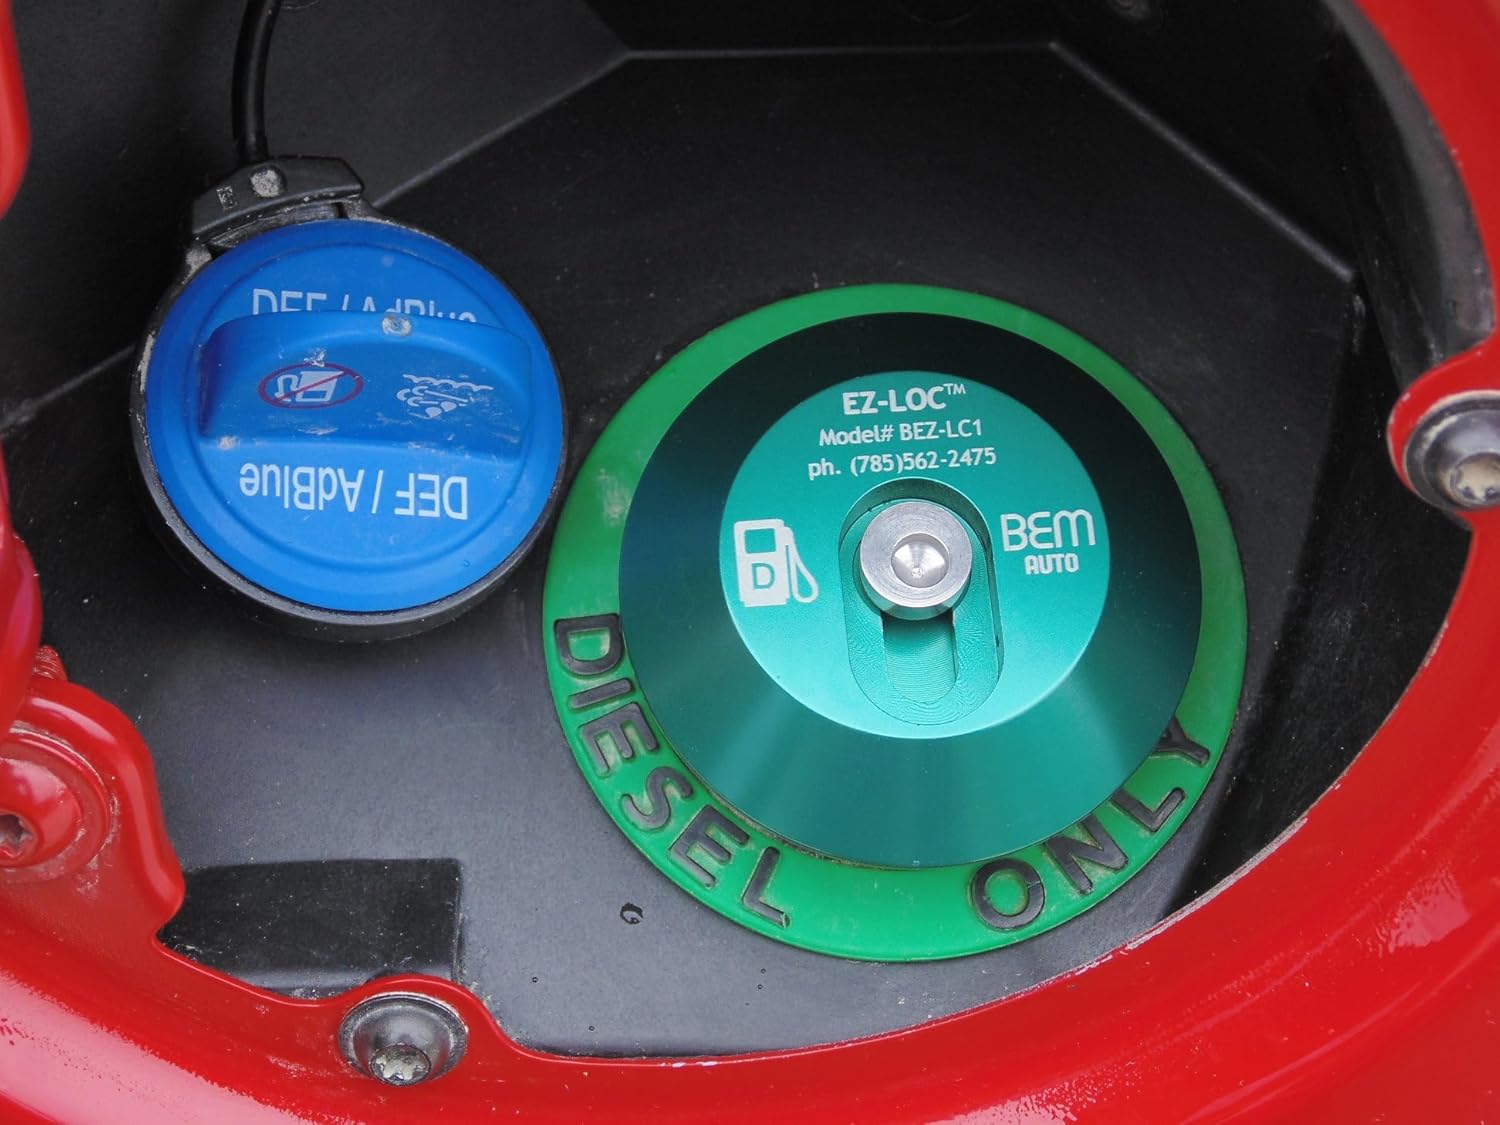 DEF / AdBlue
DEF / AdBlue
EZ-LOC™
Model# BEZ-LC1
ph. (785)562-2475
D
BEM
AUTO
DIESEL ONLY